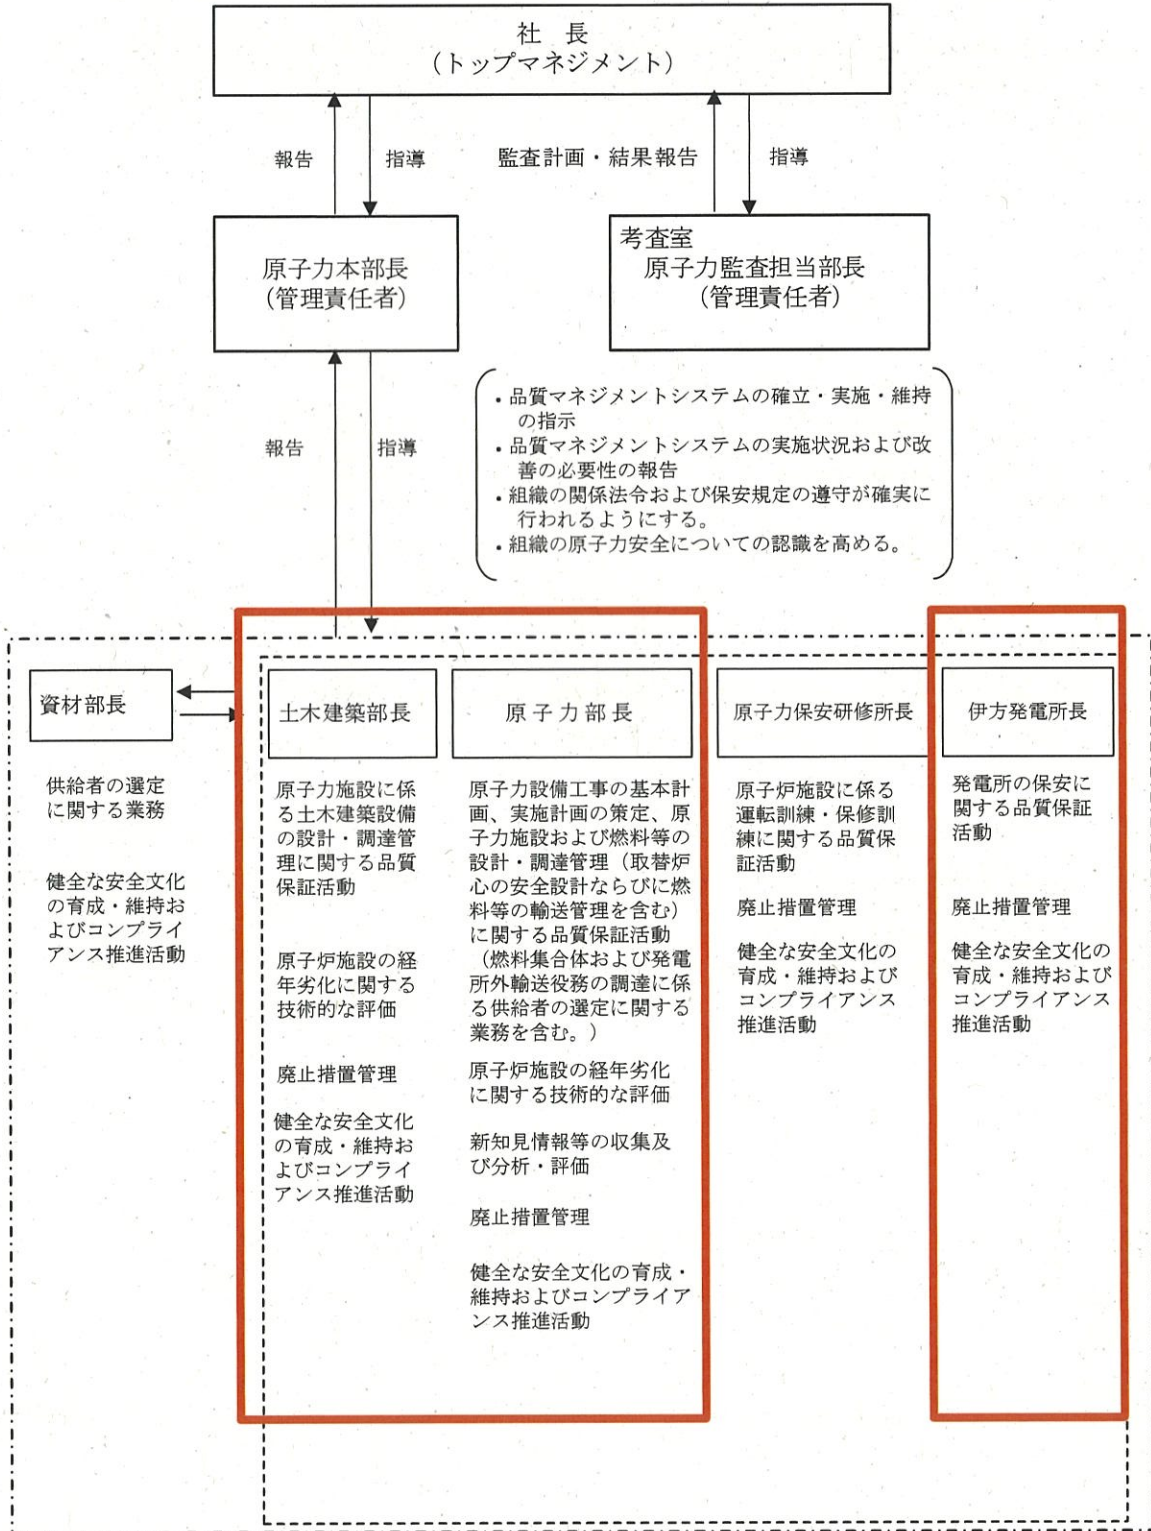 社　長
（トップマネジメント）
報告
指導
監査計画・結果報告
指導
原子力本部長
（管理責任者）
考査室
原子力監査担当部長
（管理責任者）
・品質マネジメントシステムの確立・実施・維持
の指示
・品質マネジメントシステムの実施状況および改
善の必要性の報告
・組織の関係法令および保安規定の遵守が確実に
行われるようにする。
・組織の原子力安全についての認識を高める。
報告
指導
資材部長
供給者の選定
に関する業務
健全な安全文化
の育成・維持お
よびコンプライ
アンス推進活動
土木建築部長
原子力施設に係
る土木建築設備
の設計・調達管
理に関する品質
保証活動
原子炉施設の経
年劣化に関する
技術的な評価
廃止措置管理
健全な安全文化
の育成・維持お
よびコンプライ
アンス推進活動
原子力部長
原子力設備工事の基本計
画、実施計画の策定、原
子力施設および燃料等の
設計・調達管理（取替炉
心の安全設計ならびに燃
料等の輸送管理を含む）
に関する品質保証活動
（燃料集合体および発電
所外輸送役務の調達に係
る供給者の選定に関する
業務を含む。）
原子炉施設の経年劣化
に関する技術的な評価
新知見情報等の収集及
び分析・評価
廃止措置管理
健全な安全文化の育成・
維持およびコンプライア
ンス推進活動
原子力保安研修所長
原子炉施設に係る
運転訓練・保修訓
練に関する品質保
証活動
廃止措置管理
健全な安全文化の
育成・維持および
コンプライアンス
推進活動
伊方発電所長
発電所の保安に
関する品質保証
活動
廃止措置管理
健全な安全文化の
育成・維持および
コンプライアンス
推進活動